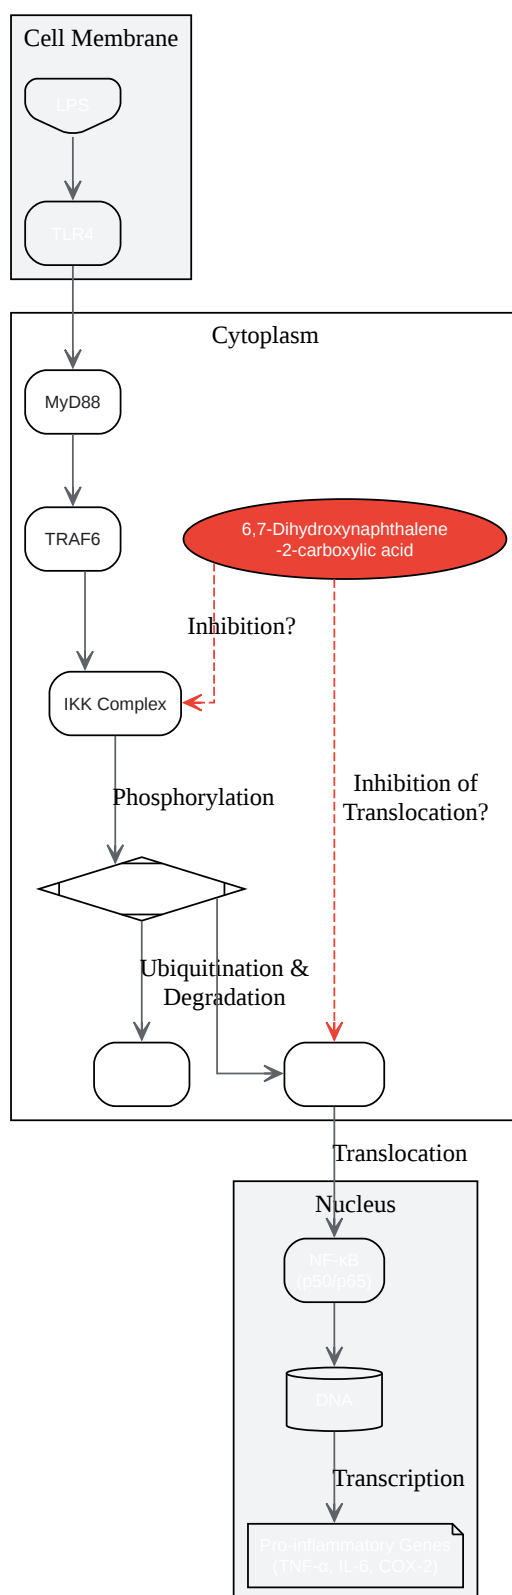 Cell Membrane
LPS
TLR4
Cytoplasm
MyD88
TRAF6
6,7-Dihydroxynaphthalene
-2-carboxylic acid
Inhibition?
IKK Complex
Phosphorylation
Inhibition of
Translocation?
Ubiquitination &
Degradation
Translocation
Nucleus
NF-κB
(p50/p65)
DNA
Transcription
Pro-inflammatory Genes
(TNF-α, IL-6, COX-2)